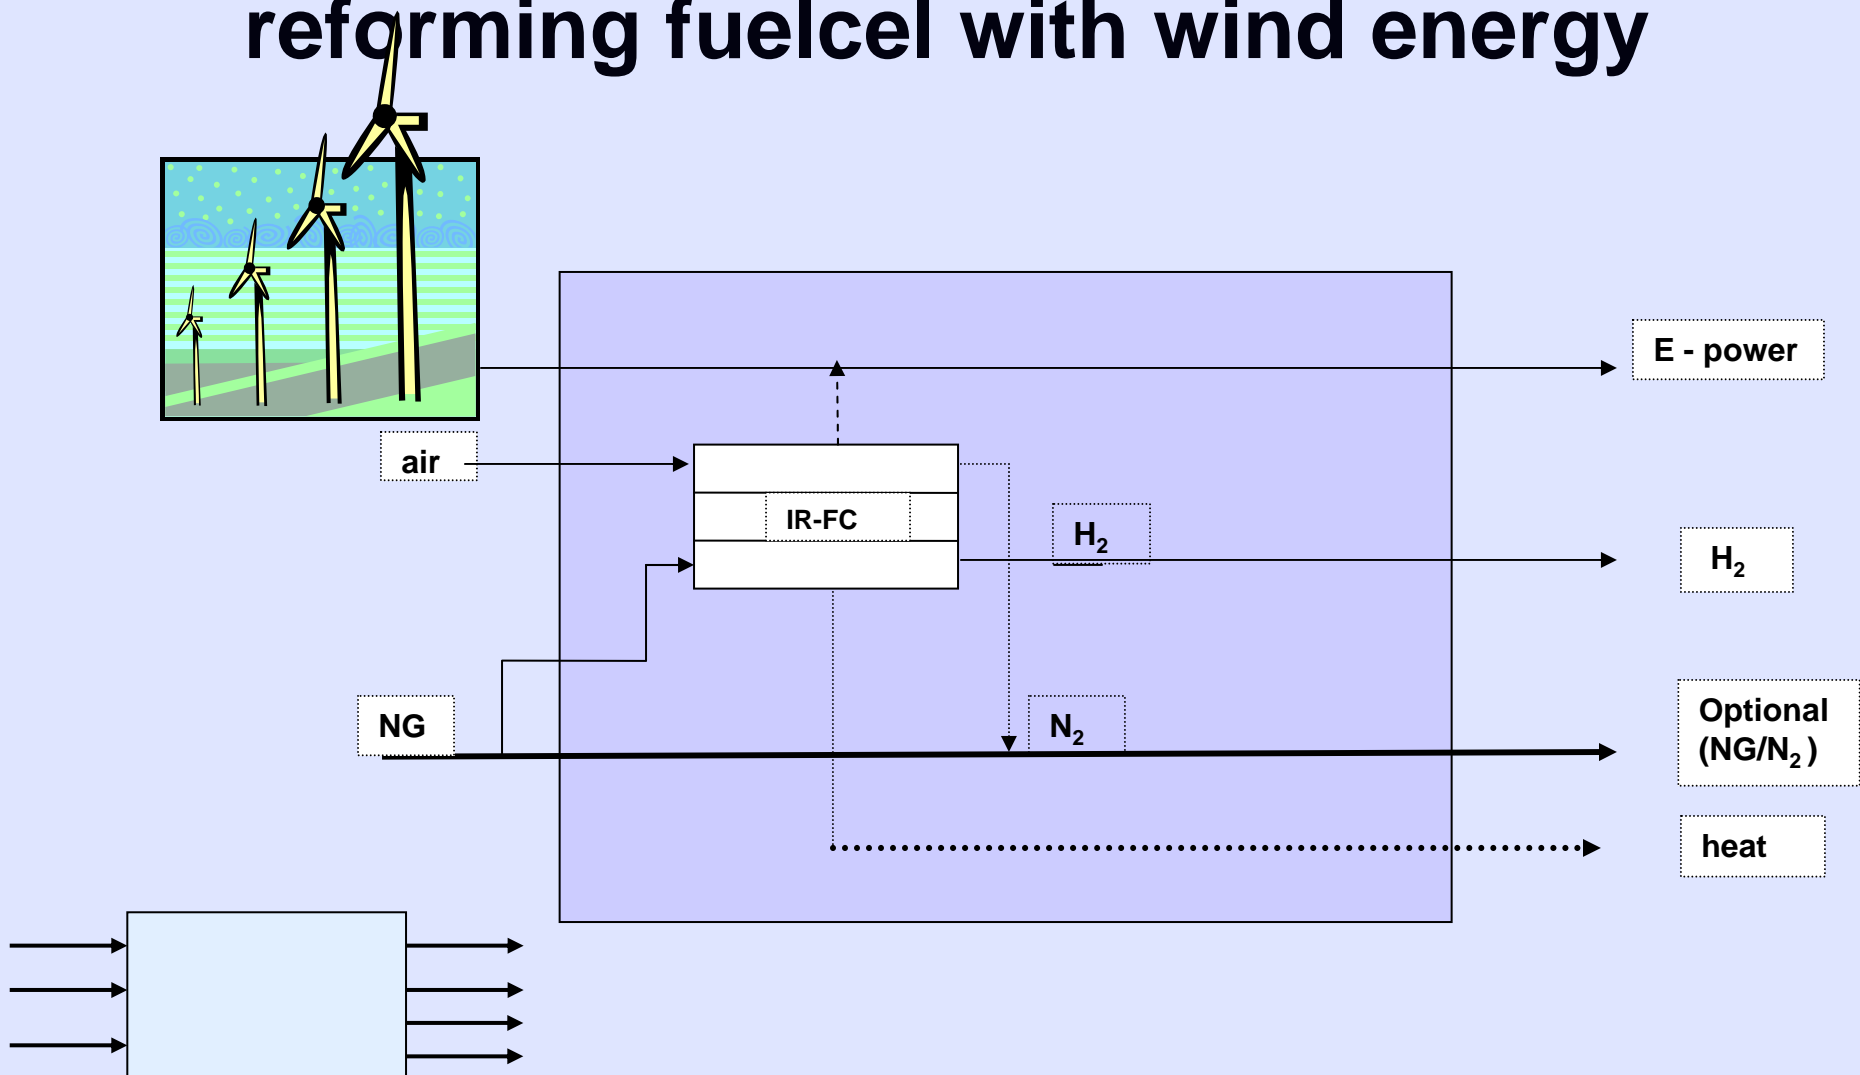 reforming fuelcel with wind energy
E - power
air
IR-FC
H₂
H₂
NG
N₂
Optional
(NG/N₂ )
heat